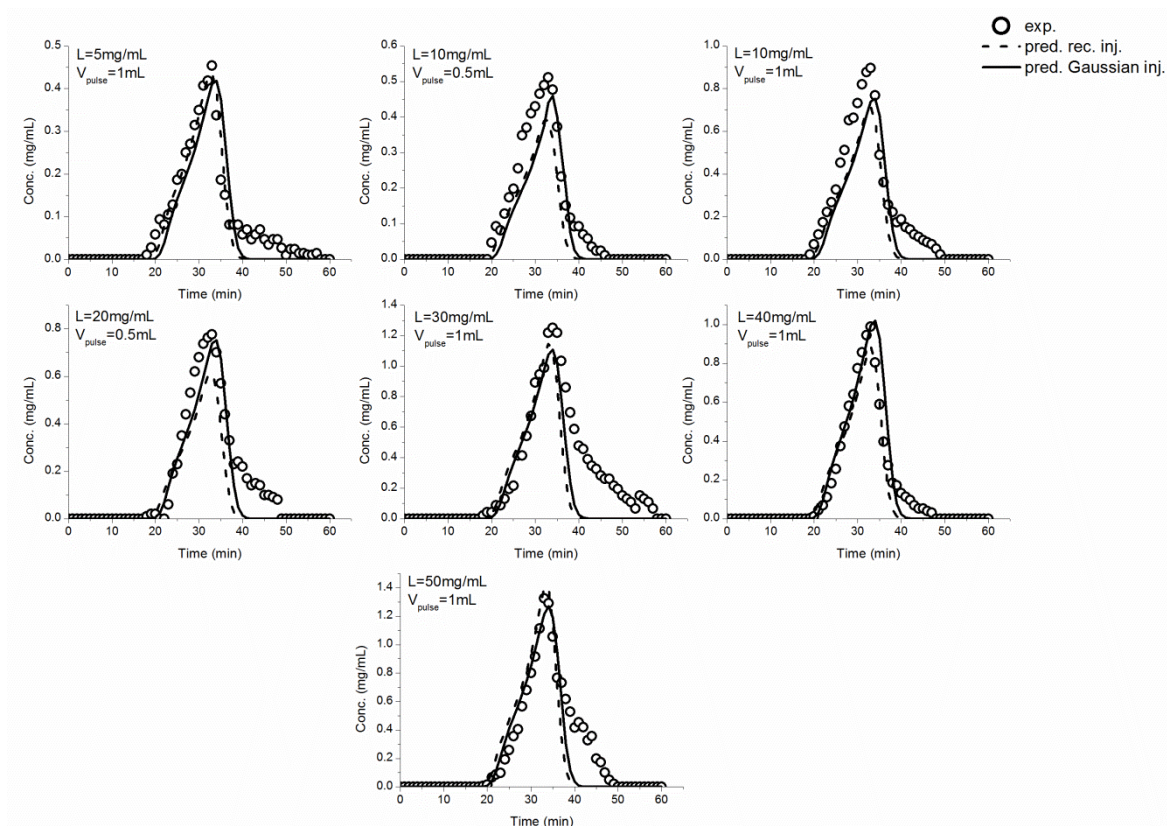 exp.
pred. rec. inj.
pred. Gaussian inj.
L=5mg/mL
V_pulse=1mL
0.5
0.4
0.3
0.2
0.1
0.0
Conc. (mg/mL)
0 10 20 30 40 50 60
Time (min)
L=10mg/mL
V_pulse=0.5mL
0.6
0.5
0.4
0.3
0.2
0.1
0.0
Conc. (mg/mL)
0 10 20 30 40 50 60
Time (min)
L=10mg/mL
V_pulse=1mL
1.0
0.8
0.6
0.4
0.2
0.0
Conc. (mg/mL)
0 10 20 30 40 50 60
Time (min)
L=20mg/mL
V_pulse=0.5mL
0.8
0.6
0.4
0.2
0.0
Conc. (mg/mL)
0 10 20 30 40 50 60
Time (min)
L=30mg/mL
V_pulse=1mL
1.4
1.2
1.0
0.8
0.6
0.4
0.2
0.0
Conc. (mg/mL)
0 10 20 30 40 50 60
Time (min)
L=40mg/mL
V_pulse=1mL
1.0
0.8
0.6
0.4
0.2
0.0
Conc. (mg/mL)
0 10 20 30 40 50 60
Time (min)
L=50mg/mL
V_pulse=1mL
1.4
1.2
1.0
0.8
0.6
0.4
0.2
0.0
Conc. (mg/mL)
0 10 20 30 40 50 60
Time (min)